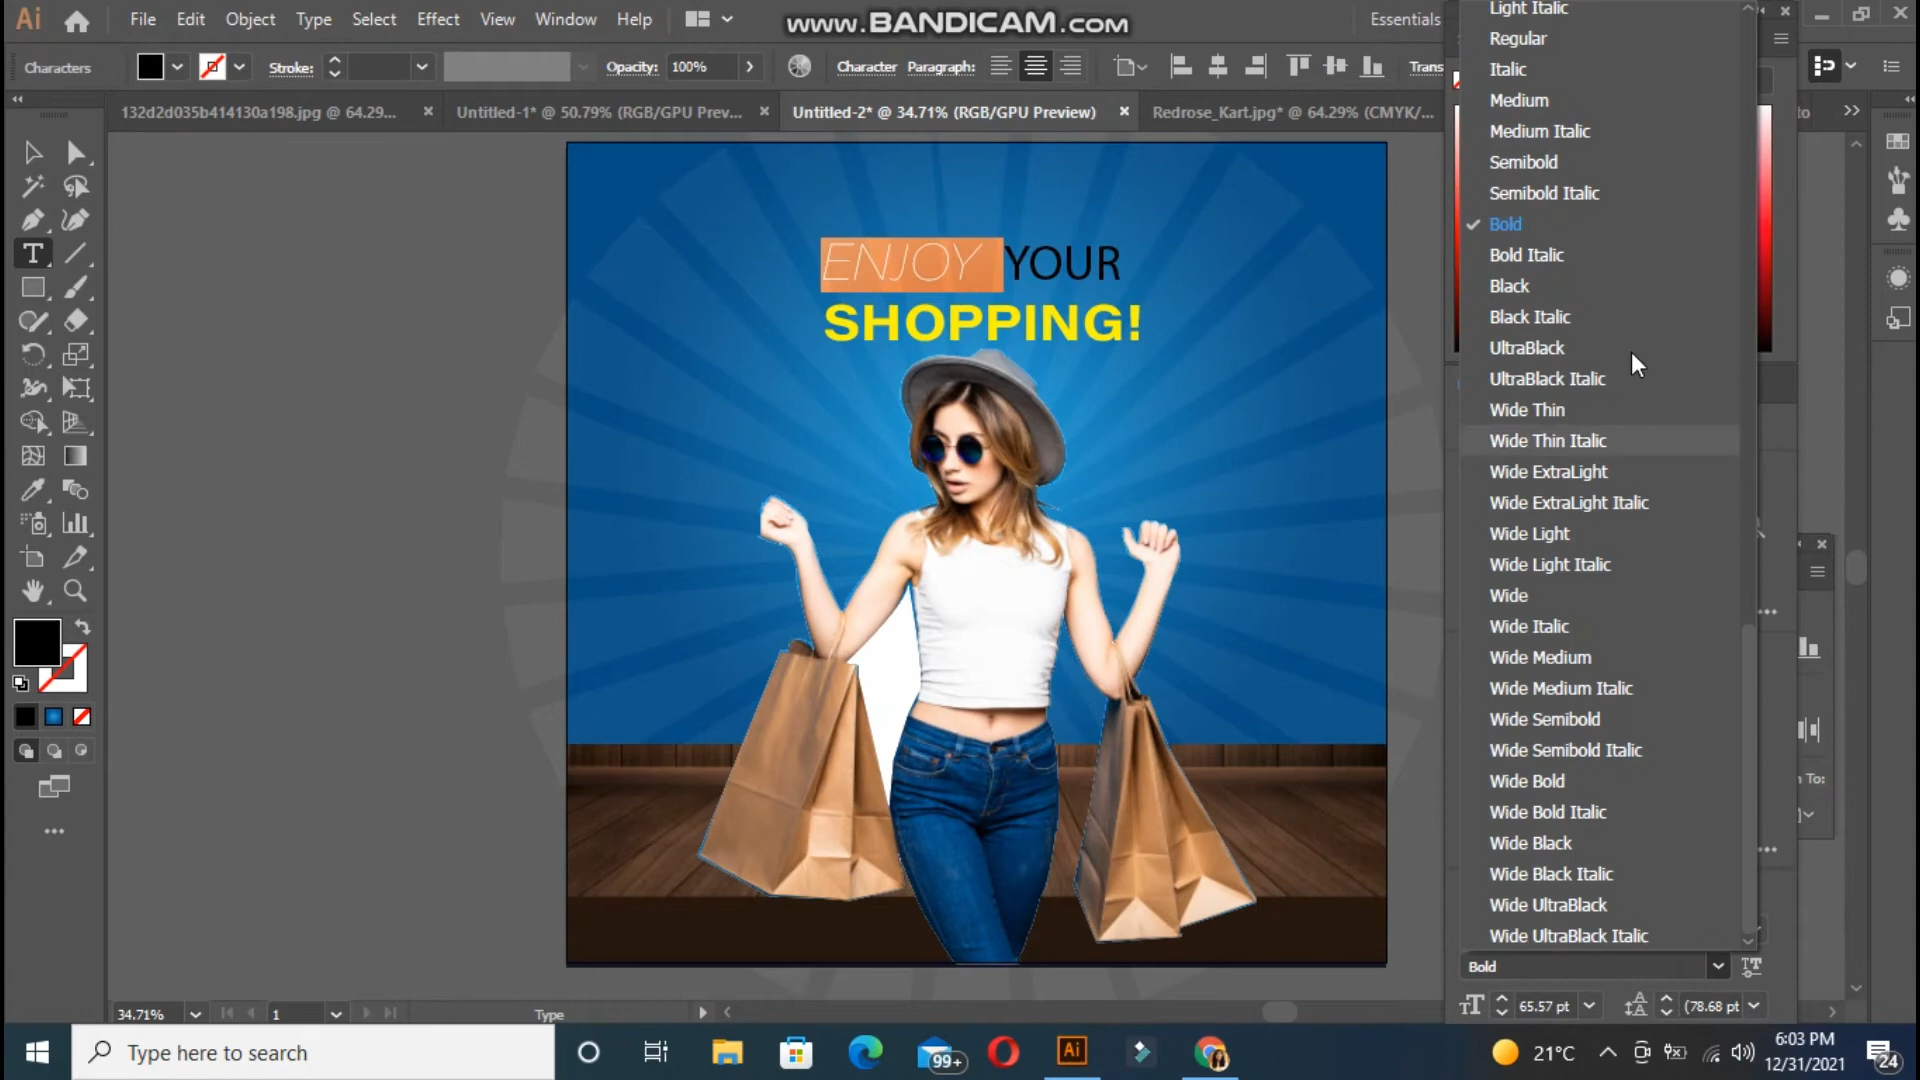 Ai File Edit Object Type Select Effect View Window Help www.BANDICAM.com Essentials
Characters Stroke: Opacity: 100% Character Paragraph: Trans
132d2d035b414130a198.jpg @ 64.29... × Untitled-1* @ 50.79% (RGB/GPU Prev... × Untitled-2* @ 34.71% (RGB/GPU Preview) × Redrose_Kart.jpg* @ 64.29% (CMYK/...
ENJOY YOUR
SHOPPING!
Light Italic
Regular
Italic
Medium
Medium Italic
Semibold
Semibold Italic
Bold
Bold Italic
Black
Black Italic
UltraBlack
UltraBlack Italic
Wide Thin
Wide Thin Italic
Wide ExtraLight
Wide ExtraLight Italic
Wide Light
Wide Light Italic
Wide
Wide Italic
Wide Medium
Wide Medium Italic
Wide Semibold
Wide Semibold Italic
Wide Bold
Wide Bold Italic
Wide Black
Wide Black Italic
Wide UltraBlack
Wide UltraBlack Italic
To:
Bold
65.57 pt (78.68 pt
34.71% 1 Type
Type here to search
99+
Ai
21°C
6:03 PM
12/31/2021
24